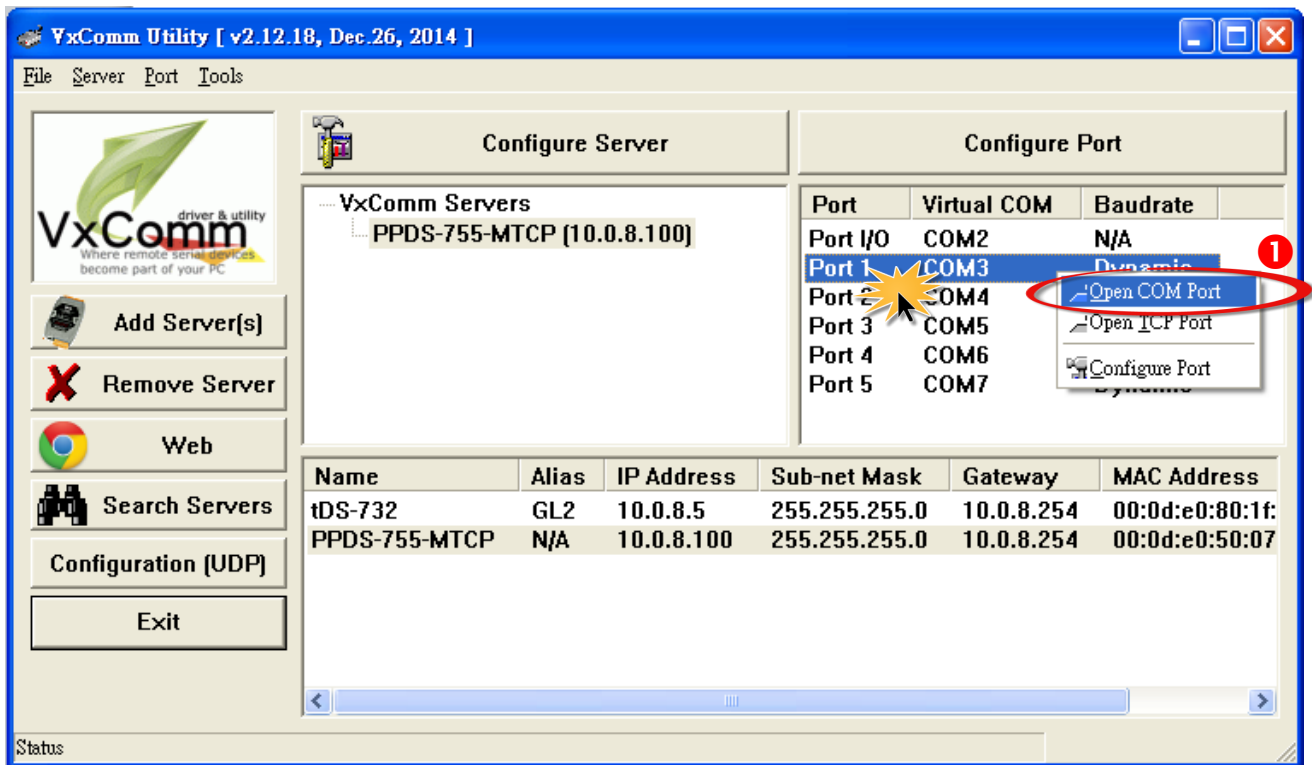 VxComm Utility [ v2.12.18, Dec.26, 2014 ]
File Server Port Tools
VxComm
driver & utility
Where remote serial devices
become part of your PC
Add Server(s)
Remove Server
Web
Search Servers
Configuration (UDP)
Exit
Configure Server
VxComm Servers
PPDS-755-MTCP (10.0.8.100)
Configure Port
Port Virtual COM Baudrate
Port I/O COM2 N/A
Port 1 COM3 Dynamic
Port 2 COM4
Port 3 COM5
Port 4 COM6
Port 5 COM7 Dynamic
1
Open COM Port
Open TCP Port
Configure Port
Name Alias IP Address Sub-net Mask Gateway MAC Address
tDS-732 GL2 10.0.8.5 255.255.255.0 10.0.8.254 00:0d:e0:80:1f:
PPDS-755-MTCP N/A 10.0.8.100 255.255.255.0 10.0.8.254 00:0d:e0:50:07
Status